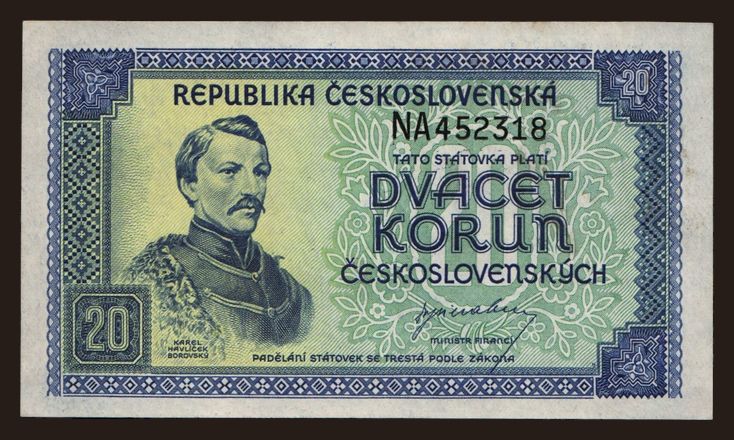 20
REPUBLIKA ČESKOSLOVENSKÁ
NA452318
TATO STÁTOVKA PLATÍ
DVACET
KORUN
ČESKOSLOVENSKÝCH
20
20
KAREL
HAVLÍČEK
BOROVSKÝ
MINISTR FINANCÍ
PADĚLÁNÍ STÁTOVEK SE TRESTÁ PODLE ZÁKONA